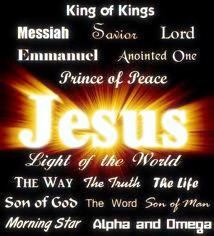 King of Kings
Messiah Savior Lord
Emmanuel Anointed One
Prince of Peace
Jesus
Light of the World
THE WAY The Truth The Life
Son of God The Word Son of Man
Morning Star Alpha and Omega